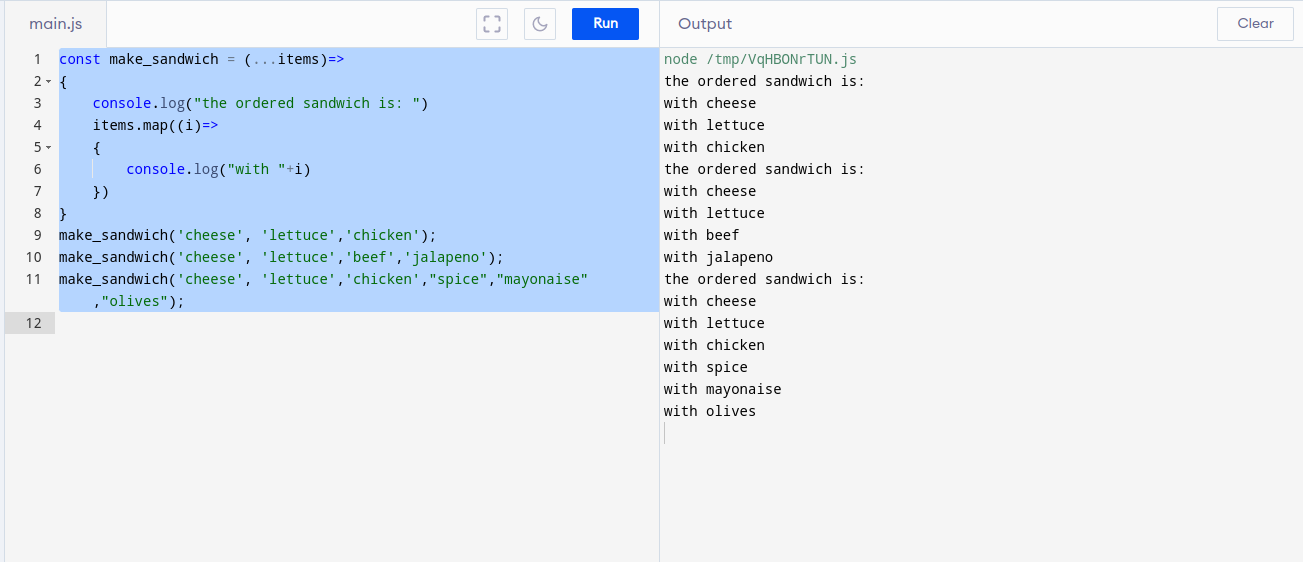 main.js
Run
Output
Clear
1 const make_sandwich = (...items)=>
2 {
3     console.log("the ordered sandwich is: ")
4     items.map((i)=>
5     {
6         console.log("with "+i)
7     })
8 }
9 make_sandwich('cheese', 'lettuce','chicken');
10 make_sandwich('cheese', 'lettuce','beef','jalapeno');
11 make_sandwich('cheese', 'lettuce','chicken',"spice","mayonaise"
    ,"olives");
12
node /tmp/VqHBONrTUN.js
the ordered sandwich is:
with cheese
with lettuce
with chicken
the ordered sandwich is:
with cheese
with lettuce
with beef
with jalapeno
the ordered sandwich is:
with cheese
with lettuce
with chicken
with spice
with mayonaise
with olives